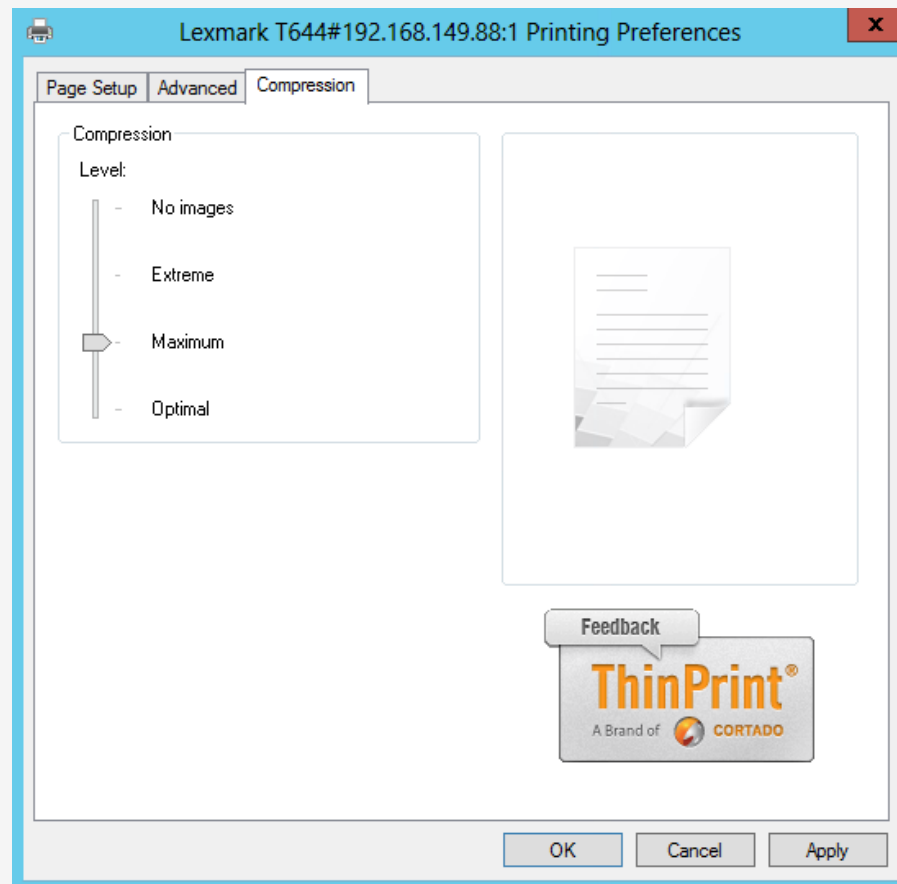 Lexmark T644#192.168.149.88:1 Printing Preferences
x
Page Setup Advanced Compression
Compression
Level:
No images
Extreme
Maximum
Optimal
Feedback
ThinPrint®
A Brand of CORTADO
OK Cancel Apply